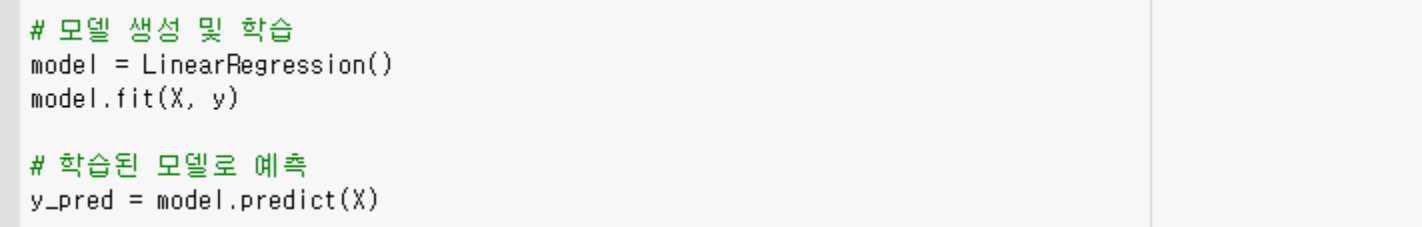 # 모델 생성 및 학습
model = LinearRegression()
model.fit(X, y)
# 학습된 모델로 예측
y_pred = model.predict(X)